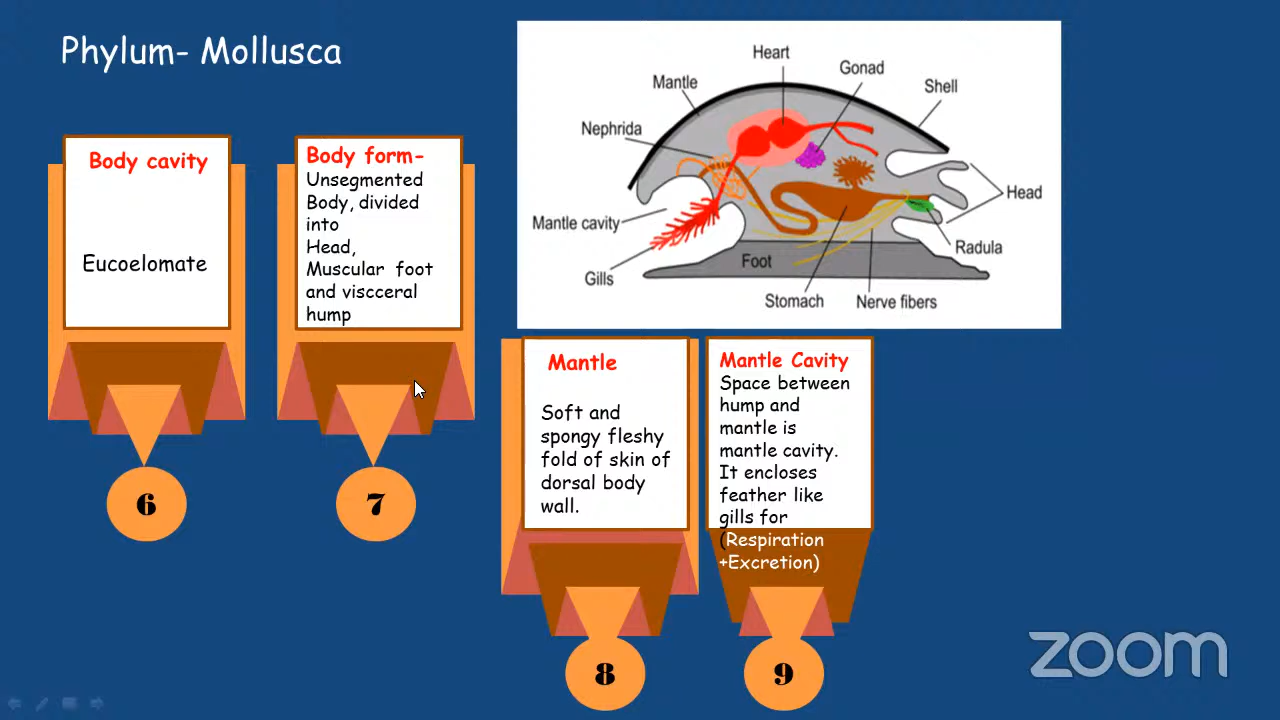 Phylum- Mollusca
Body cavity
Eucoelomate
6
Body form-
Unsegmented
Body, divided
into
Head,
Muscular foot
and viscceral
hump
7
Heart
Gonad
Mantle
Shell
Nephrida
Head
Mantle cavity
Radula
Foot
Gills
Stomach
Nerve fibers
Mantle
Soft and
spongy fleshy
fold of skin of
dorsal body
wall.
8
Mantle Cavity
Space between
hump and
mantle is
mantle cavity.
It encloses
feather like
gills for
(Respiration
+Excretion)
9
zoom